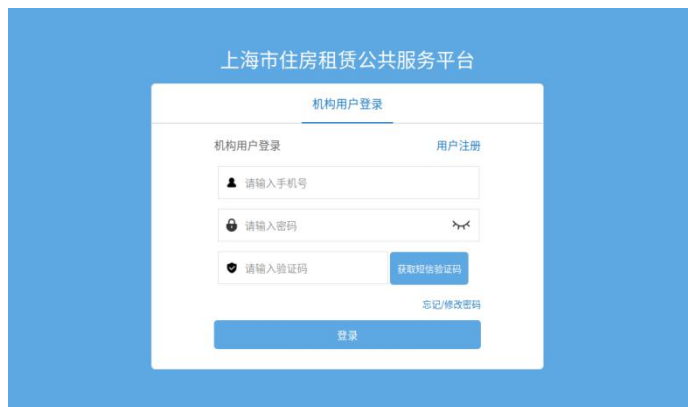 上海市住房租赁公共服务平台
机构用户登录
机构用户登录 用户注册
请输入手机号
请输入密码
请输入验证码 获取短信验证码
忘记/修改密码
登录